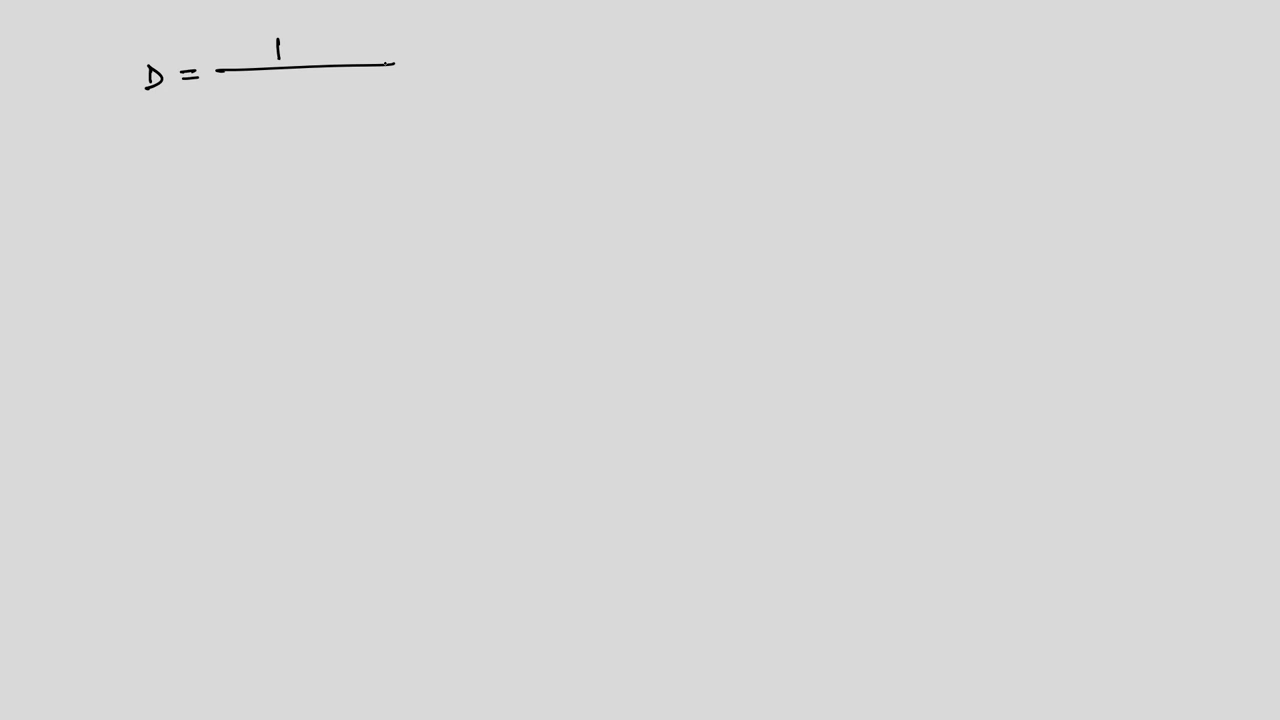 D = 1/